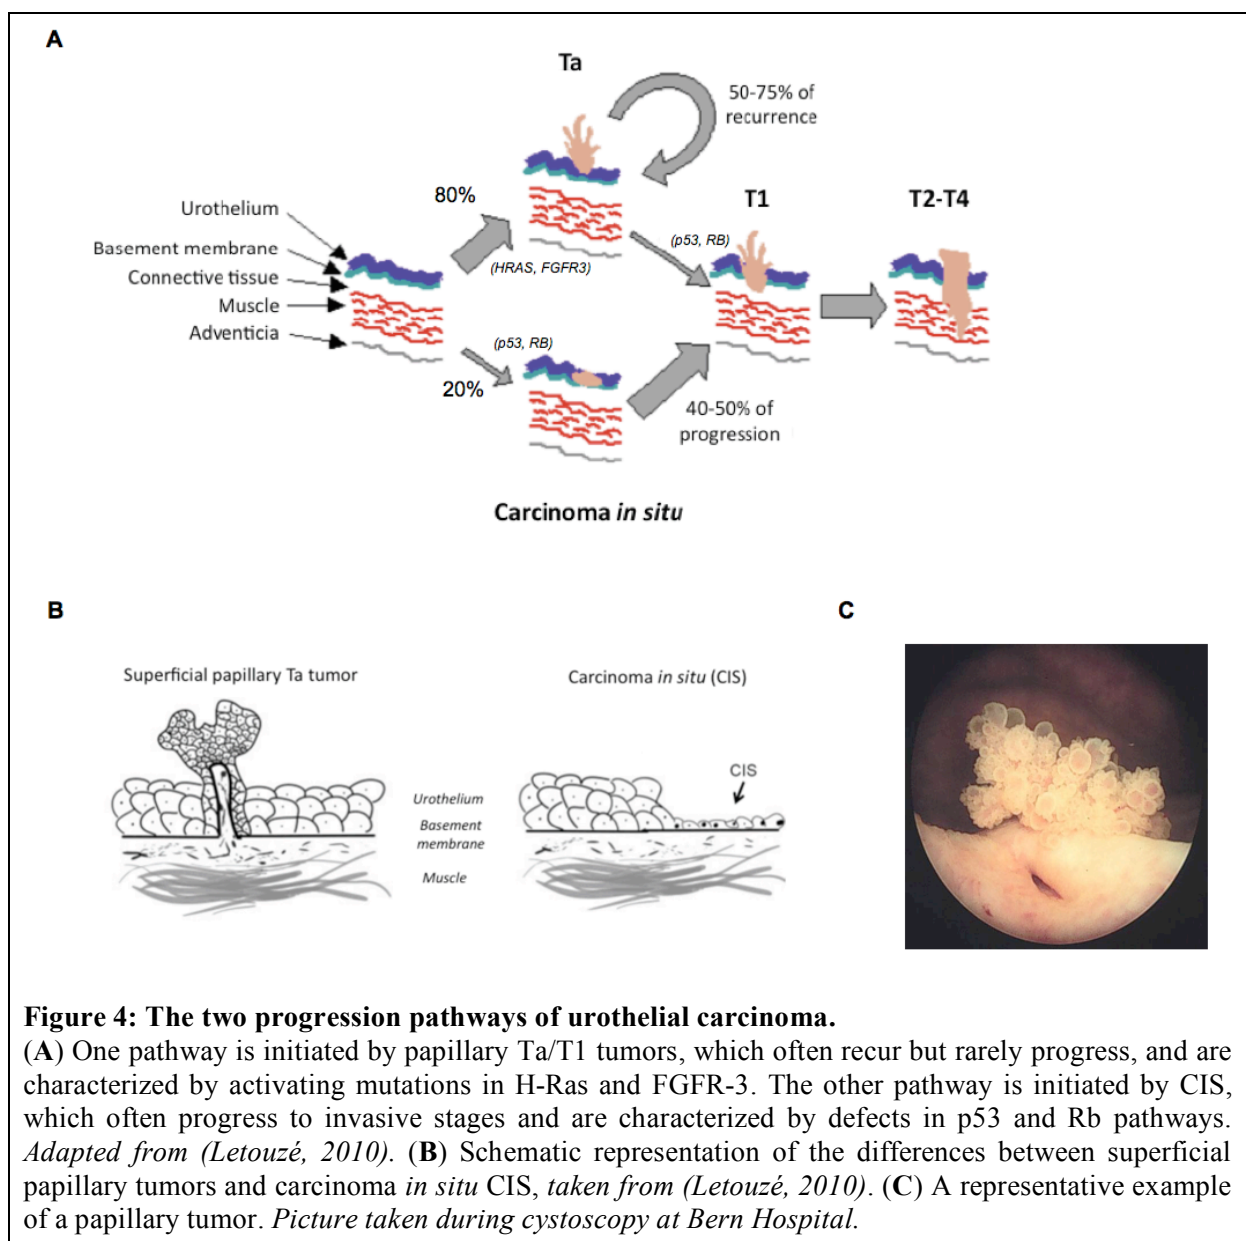 A
Ta
50-75% of
recurrence
80%
T1
T2-T4
Urothelium
(p53, RB)
Basement membrane
(HRAS, FGFR3)
Connective tissue
Muscle
Adventicia
(p53, RB)
20%
40-50% of
progression
Carcinoma in situ
B
C
Superficial papillary Ta tumor
Carcinoma in situ (CIS)
CIS
Urothelium
Basement
membrane
Muscle
Figure 4: The two progression pathways of urothelial carcinoma.
(A) One pathway is initiated by papillary Ta/T1 tumors, which often recur but rarely progress, and are
characterized by activating mutations in H-Ras and FGFR-3. The other pathway is initiated by CIS,
which often progress to invasive stages and are characterized by defects in p53 and Rb pathways.
Adapted from (Letouzé, 2010). (B) Schematic representation of the differences between superficial
papillary tumors and carcinoma in situ CIS, taken from (Letouzé, 2010). (C) A representative example
of a papillary tumor. Picture taken during cystoscopy at Bern Hospital.